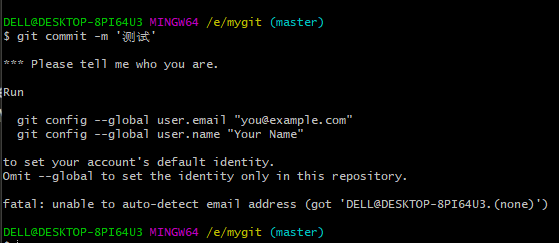 DELL@DESKTOP-8PI64U3 MINGW64 /e/mygit (master)
$ git commit -m '测试'
*** Please tell me who you are.
Run
git config --global user.email "you@example.com"
git config --global user.name "Your Name"
to set your account's default identity.
Omit --global to set the identity only in this repository.
fatal: unable to auto-detect email address (got 'DELL@DESKTOP-8PI64U3.(none)')
DELL@DESKTOP-8PI64U3 MINGW64 /e/mygit (master)
$